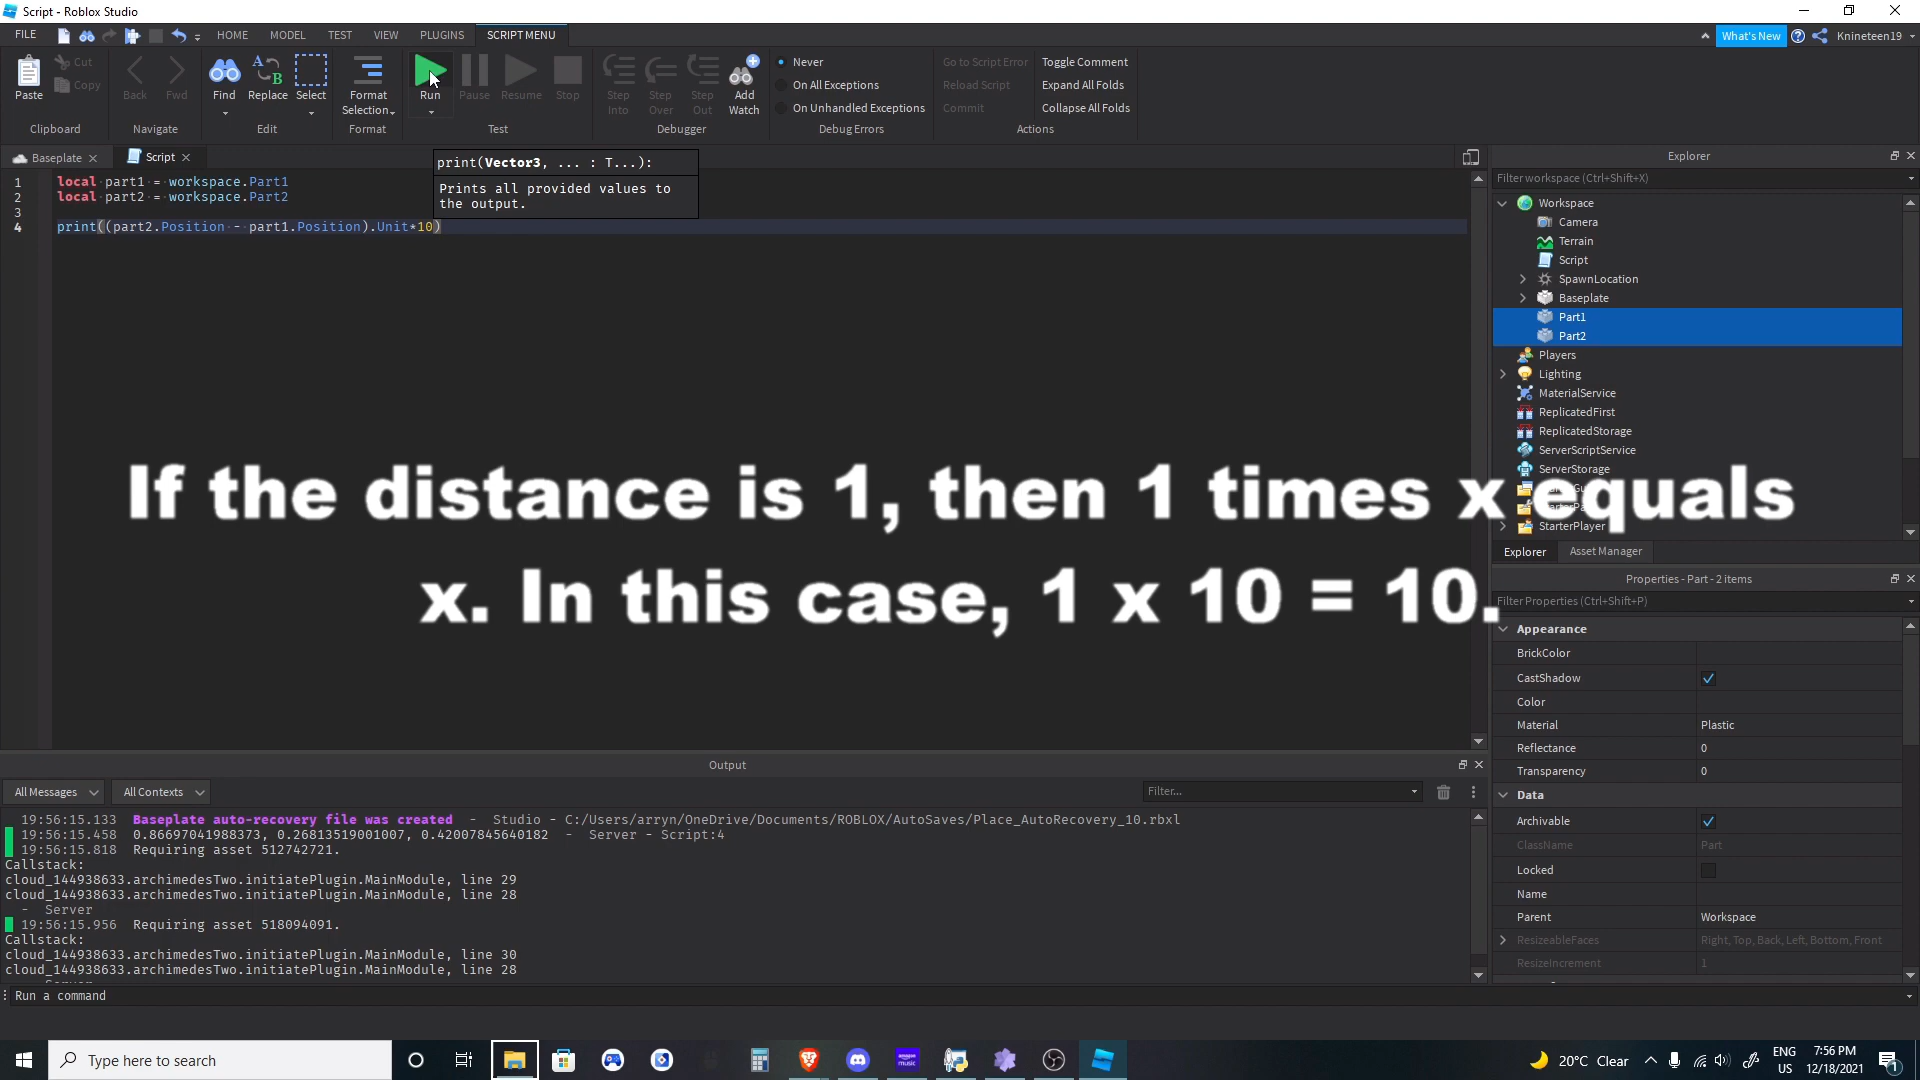 Script - Roblox Studio
FILE HOME MODEL TEST VIEW PLUGINS SCRIPT MENU What's New Knineteen19
Paste Cut Copy Back Fwd Find Replace Select Format Selection Run Pause Resume Stop Step Into Step Over Step Out Add Watch
Never Go to Script Error Toggle Comment
On All Exceptions Reload Script Expand All Folds
On Unhandled Exceptions Commit Collapse All Folds
Clipboard Navigate Edit Format Test Debugger Debug Errors Actions
Baseplate Script
print(Vector3, ... : T...):
Prints all provided values to
the output.
1 local part1 = workspace.Part1
2 local part2 = workspace.Part2
3
4 print((part2.Position - part1.Position).Unit*10)
If the distance is 1, then 1 times x equals
x. In this case, 1 x 10 = 10.
Explorer
Filter workspace (Ctrl+Shift+X)
Workspace
Camera
Terrain
Script
SpawnLocation
Baseplate
Part1
Part2
Players
Lighting
MaterialService
ReplicatedFirst
ReplicatedStorage
ServerScriptService
ServerStorage
StarterPlayer
Explorer Asset Manager
Properties - Part - 2 items
Filter Properties (Ctrl+Shift+P)
Appearance
BrickColor
CastShadow
Color
Material Plastic
Reflectance 0
Transparency 0
Data
Archivable
ClassName Part
Locked
Name
Parent Workspace
ResizeableFaces Right, Top, Back, Left, Bottom, Front
ResizeIncrement 1
Output
All Messages All Contexts Filter...
19:56:15.133 Baseplate auto-recovery file was created - Studio - C:/Users/arryn/OneDrive/Documents/ROBLOX/AutoSaves/Place_AutoRecovery_10.rbxl
19:56:15.458 0.86697041988373, 0.26813519001007, 0.42007845640182 - Server - Script:4
19:56:15.818 Requiring asset 512742721.
Callstack:
cloud_144938633.archimedesTwo.initiatePlugin.MainModule, line 29
cloud_144938633.archimedesTwo.initiatePlugin.MainModule, line 28
- Server
19:56:15.956 Requiring asset 518094091.
Callstack:
cloud_144938633.archimedesTwo.initiatePlugin.MainModule, line 30
cloud_144938633.archimedesTwo.initiatePlugin.MainModule, line 28
Run a command
Type here to search
20°C Clear
ENG
US
7:56 PM
12/18/2021
1